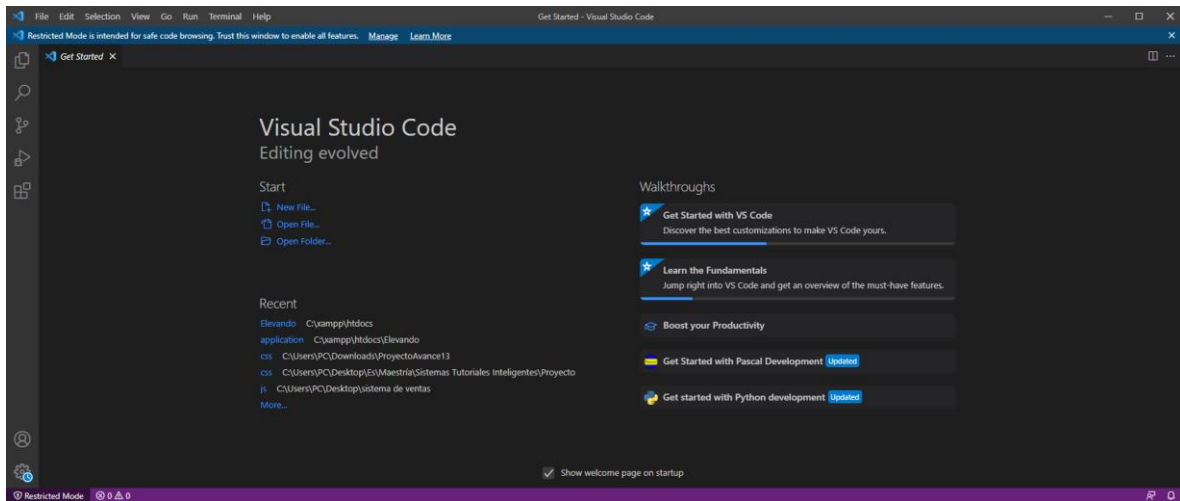 File Edit Selection View Go Run Terminal Help Get Started - Visual Studio Code
Restricted Mode is intended for safe code browsing. Trust this window to enable all features. Manage Learn More
Get Started
Visual Studio Code
Editing evolved
Start
New File...
Open File...
Open Folder...
Recent
Elevando C:\xampp\htdocs
application C:\xampp\htdocs\Elevando
css C:\Users\PC\Downloads\ProyectoAvance13
css C:\Users\PC\Desktop\Es\Maestría\Sistemas Tutoriales Inteligentes\Proyecto
js C:\Users\PC\Desktop\sistema de ventas
More...
Walkthroughs
Get Started with VS Code
Discover the best customizations to make VS Code yours.
Learn the Fundamentals
Jump right into VS Code and get an overview of the must-have features.
Boost your Productivity
Get Started with Pascal Development Updated
Get started with Python development Updated
Show welcome page on startup
Restricted Mode 0 0